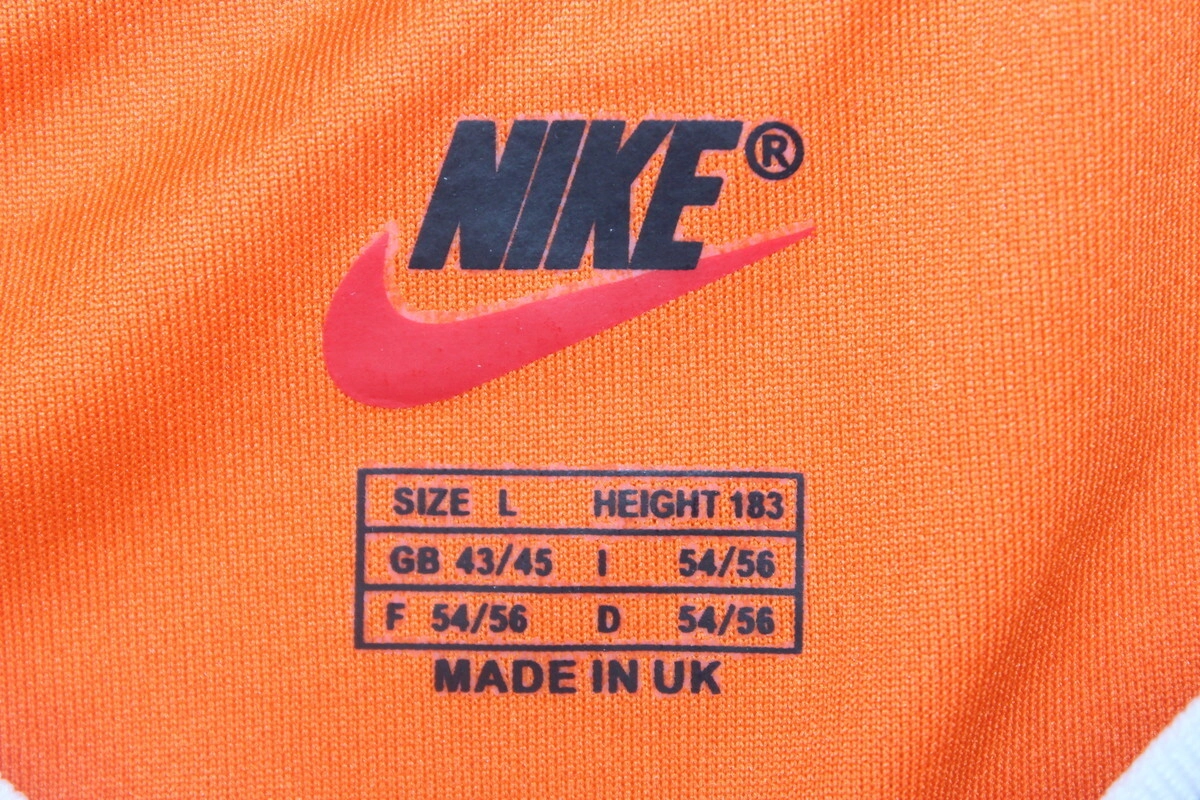 NIKE®
SIZE L HEIGHT 183
GB 43/45 I 54/56
F 54/56 D 54/56
MADE IN UK